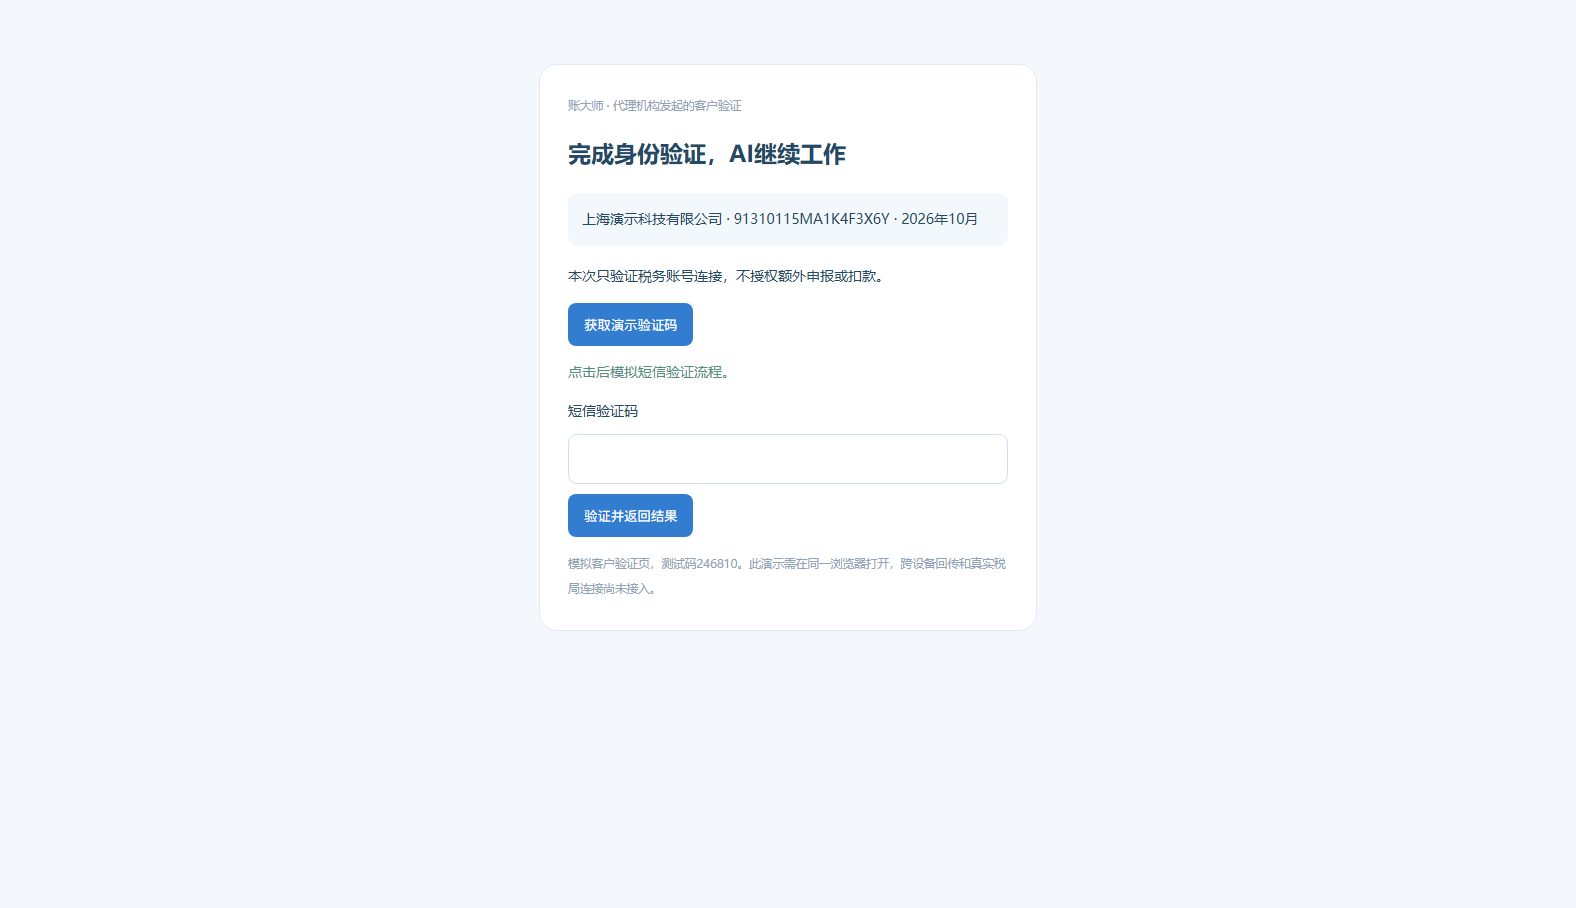 账大师 · 代理机构发起的客户验证
完成身份验证，AI继续工作
上海演示科技有限公司 · 91310115MA1K4F3X6Y · 2026年10月
本次只验证税务账号连接，不授权额外申报或扣款。
获取演示验证码
点击后模拟短信验证流程。
短信验证码
验证并返回结果
模拟客户验证页，测试码246810。此演示需在同一浏览器打开，跨设备回传和真实税
局连接尚未接入。